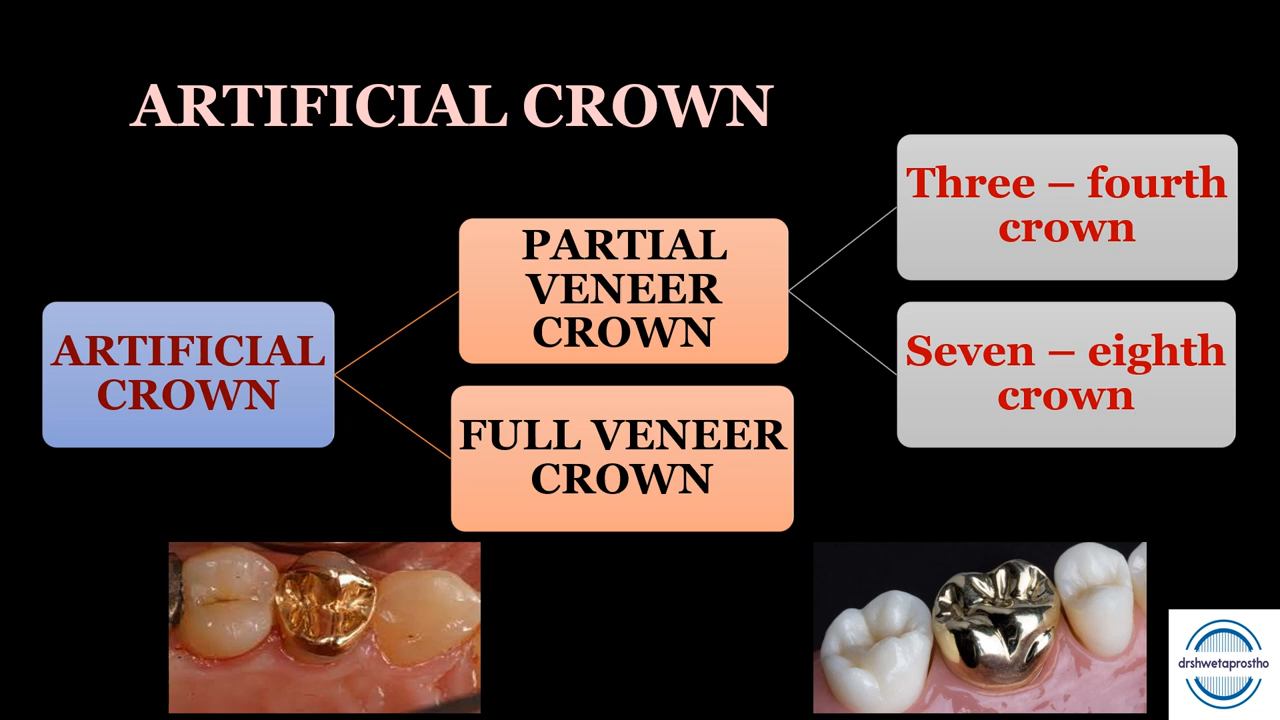 ARTIFICIAL CROWN
ARTIFICIAL
CROWN
PARTIAL
VENEER
CROWN
FULL VENEER
CROWN
Three – fourth
crown
Seven – eighth
crown
drshwetaprostho